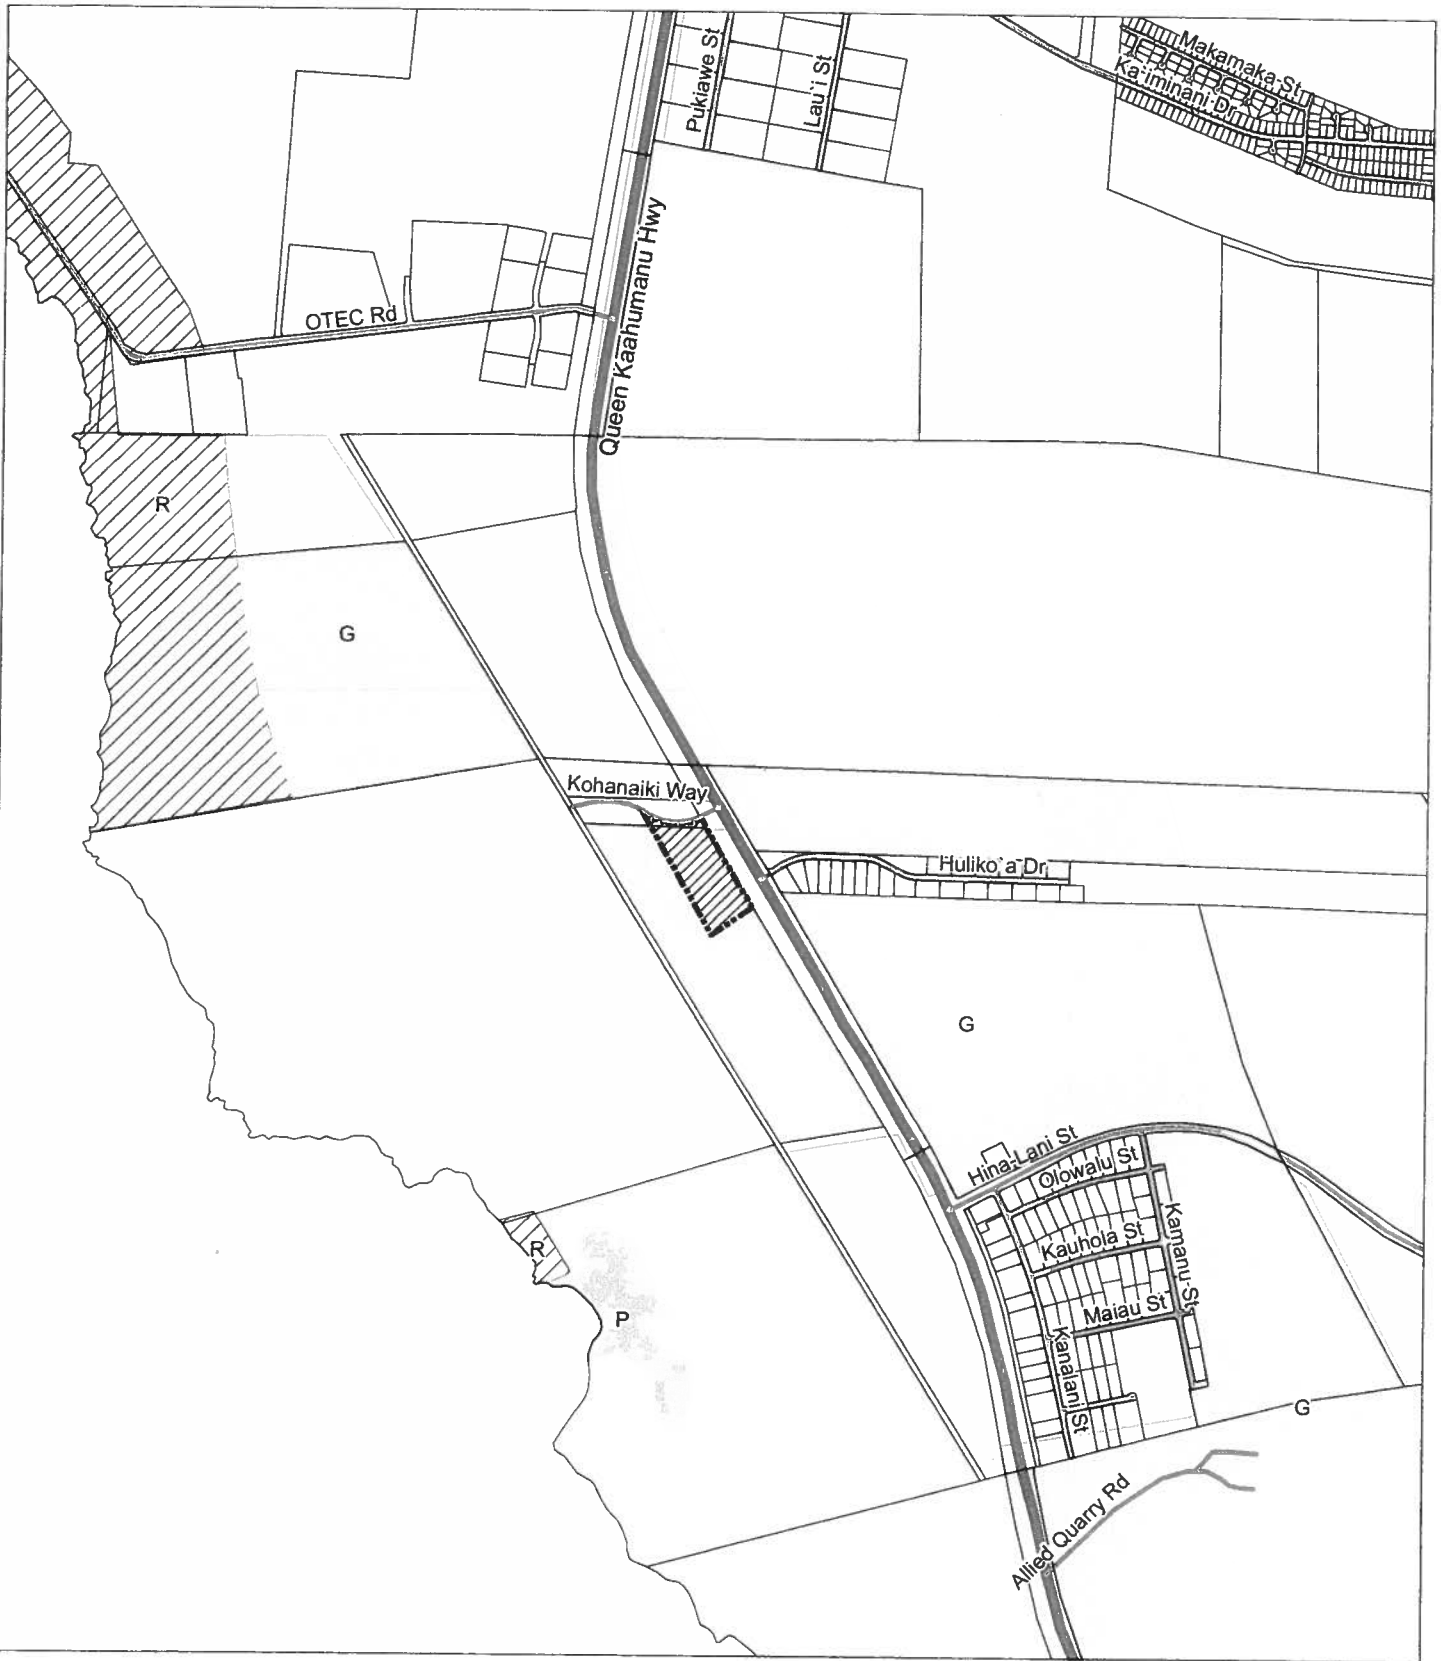 Pukiawe St
Lau`i St
Makamaka St
Ka`iminani Dr
Queen Kaahumanu Hwy
OTEC Rd
R
G
Kohanaiki Way
Huliko`a Dr
G
Hina-Lani St
Olowalu St
Kauhola St
Kamanu St
Maiau St
Kanalani St
R
P
G
Allied Quarry Rd